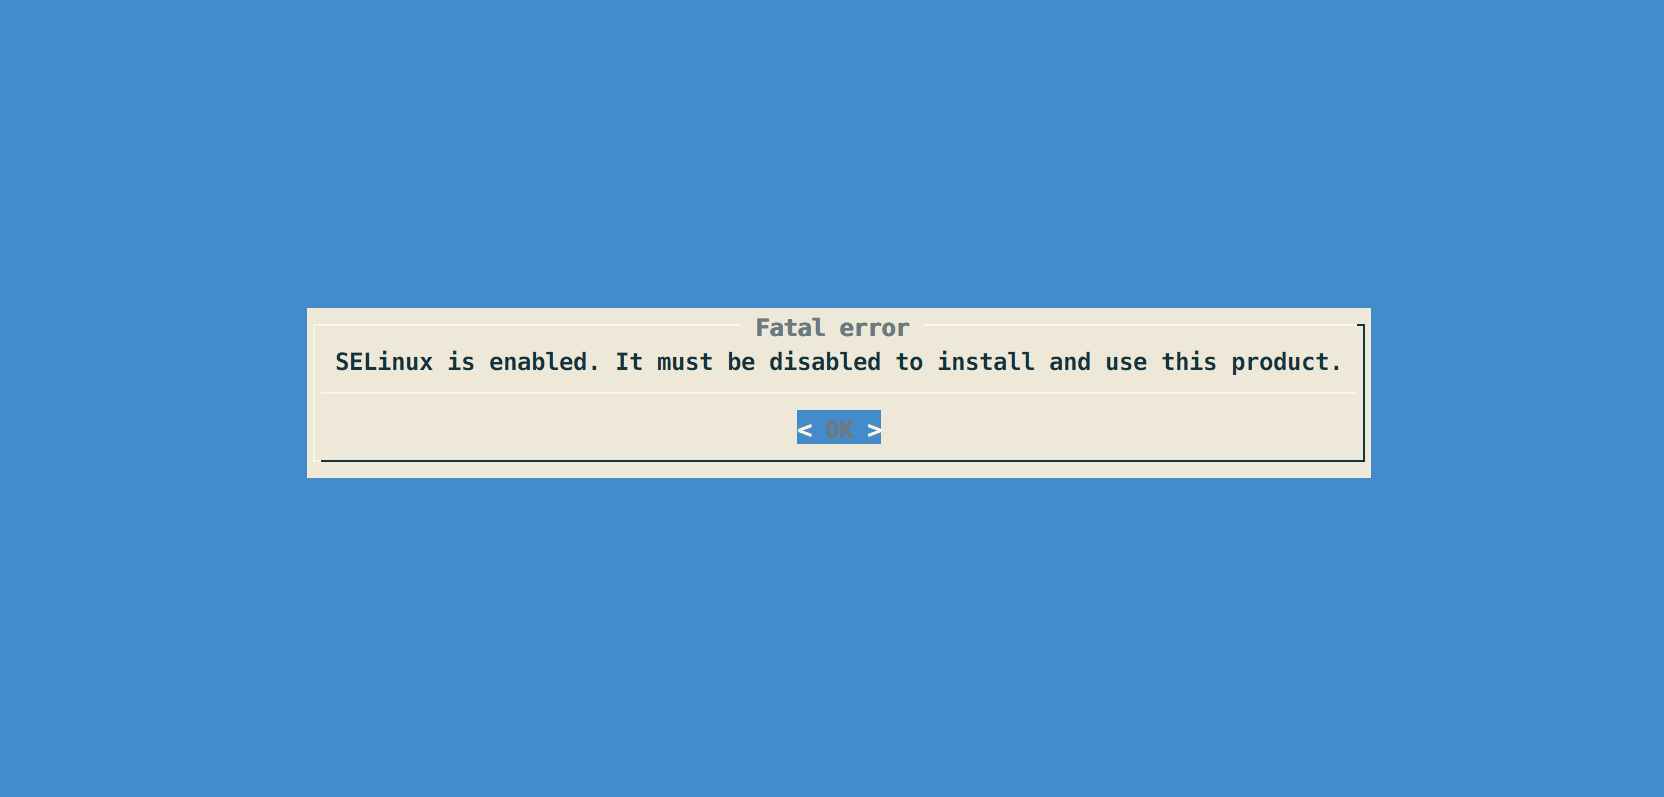 Fatal error
SELinux is enabled. It must be disabled to install and use this product.
< OK >